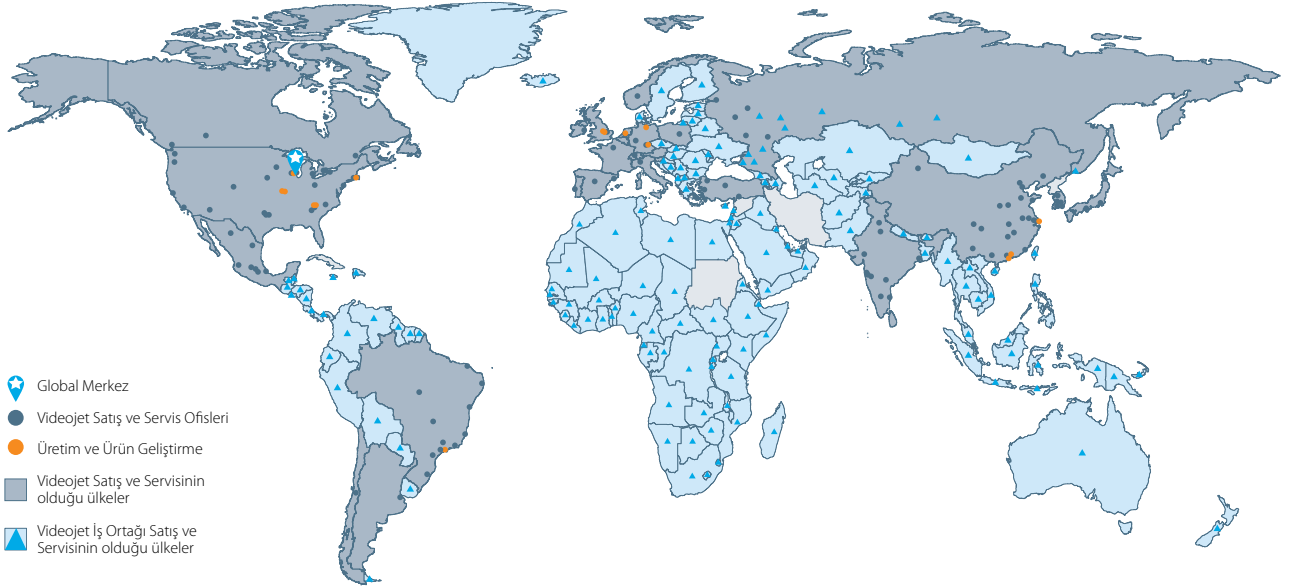 Global Merkez
Videojet Satış ve Servis Ofisleri
Üretim ve Ürün Geliştirme
Videojet Satış ve Servisinin
olduğu ülkeler
Videojet İş Ortağı Satış ve
Servisinin olduğu ülkeler